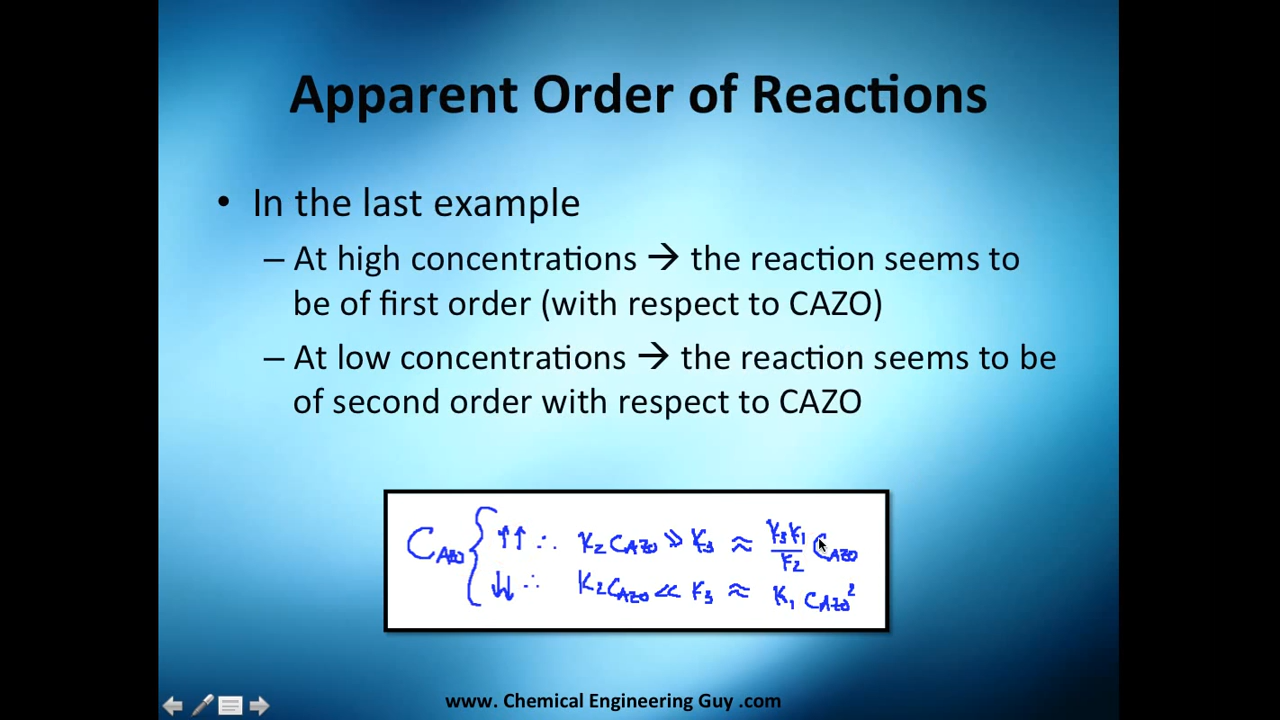 Apparent Order of Reactions
• In the last example
– At high concentrations → the reaction seems to
be of first order (with respect to CAZO)
– At low concentrations → the reaction seems to be
of second order with respect to CAZO
C_AZO { ↑↑ ∴ K₂ C_AZO >> K₃ ≈ K₃K₁/K₂ C_AZO
↓↓ ∴ K₂ C_AZO << K₃ ≈ K₁ C_AZO²
www. Chemical Engineering Guy .com